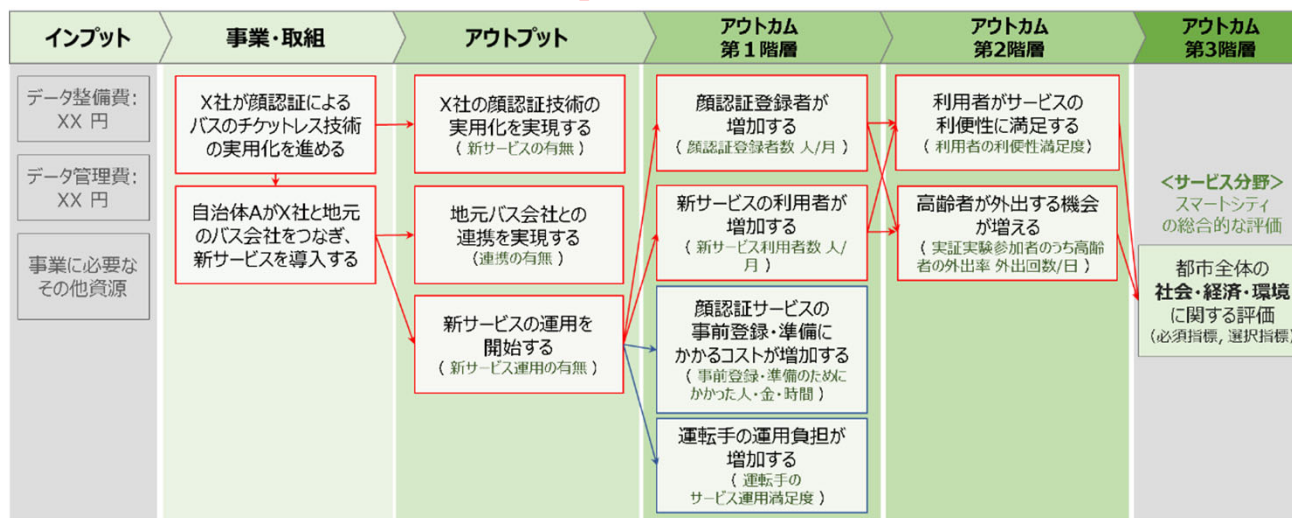 インプット
事業・取組
アウトプット
アウトカム
第１階層
アウトカム
第2階層
アウトカム
第3階層
データ整備費:
XX 円
データ管理費:
XX 円
事業に必要な
その他資源
X社が顔認証による
バスのチケットレス技術
の実用化を進める
自治体AがX社と地元
のバス会社をつなぎ、
新サービスを導入する
X社の顔認証技術の
実用化を実現する
（ 新サービスの有無 ）
地元バス会社との
連携を実現する
(連携の有無 ）
新サービスの運用を
開始する
（ 新サービス運用の有無 ）
顔認証登録者が
増加する
（ 顔認証登録者数 人/月 ）
新サービスの利用者が
増加する
（ 新サービス利用者数 人/
月 ）
顔認証サービスの
事前登録・準備に
かかるコストが増加する
（ 事前登録・準備のために
かかった人・金・時間）
運転手の運用負担が
増加する
（ 運転手の
サービス運用満足度 ）
利用者がサービスの
利便性に満足する
（ 利用者の利便性満足度）
高齢者が外出する機会
が増える
（ 実証実験参加者のうち高齢
者の外出率 外出回数/日 ）
＜サービス分野＞
スマートシティ
の総合的な評価
都市全体の
社会・経済・環境
に関する評価
(必須指標, 選択指標)